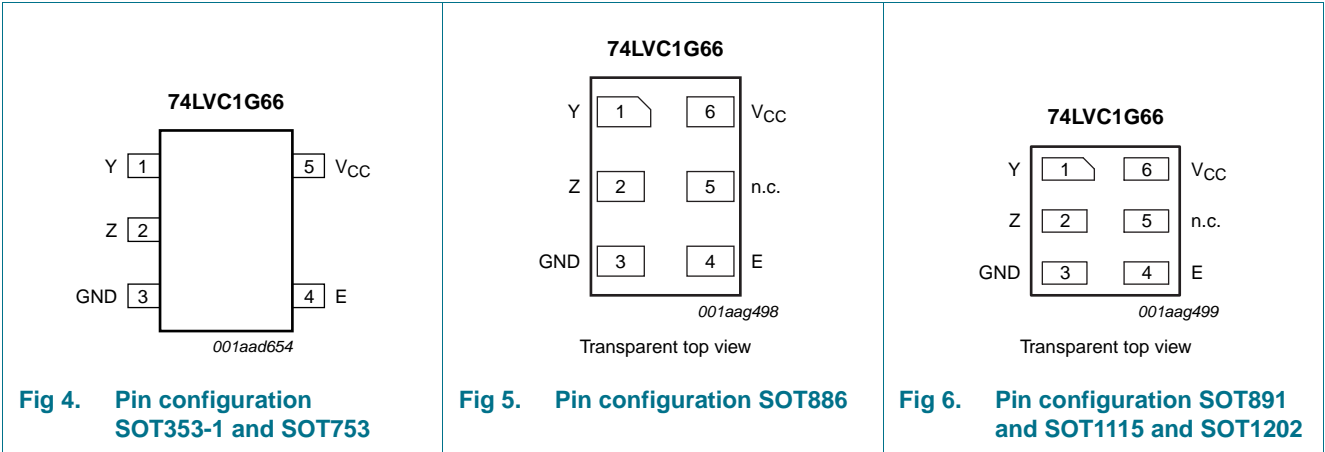 74LVC1G66
Y 1 5 VCC
Z 2
GND 3 4 E
001aad654
Fig 4. Pin configuration
SOT353-1 and SOT753
74LVC1G66
Y 1 6 VCC
Z 2 5 n.c.
GND 3 4 E
001aag498
Transparent top view
Fig 5. Pin configuration SOT886
74LVC1G66
Y 1 6 VCC
Z 2 5 n.c.
GND 3 4 E
001aag499
Transparent top view
Fig 6. Pin configuration SOT891
and SOT1115 and SOT1202